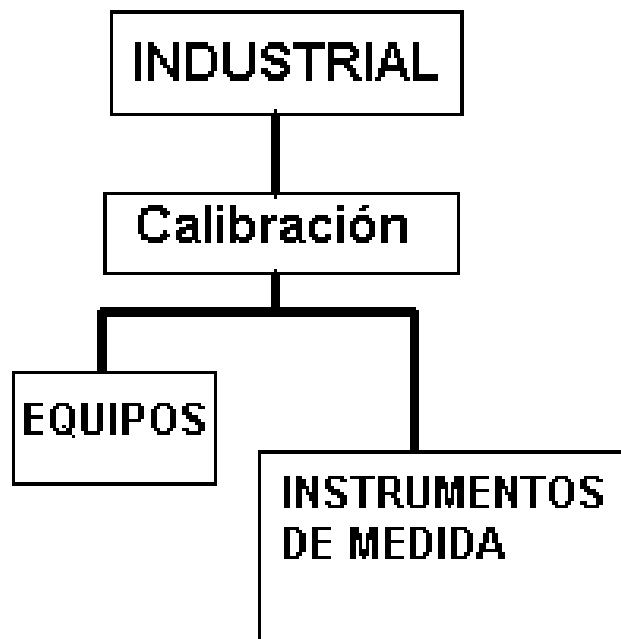 INDUSTRIAL
Calibración
EQUIPOS
INSTRUMENTOS
DE MEDIDA